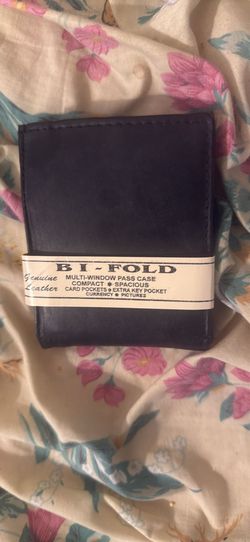 BI-FOLD
Genuine Leather
MULTI-WINDOW PASS CASE
COMPACT ● SPACIOUS
CARD POCKETS ● EXTRA KEY POCKET
CURRENCY ● PICTURES